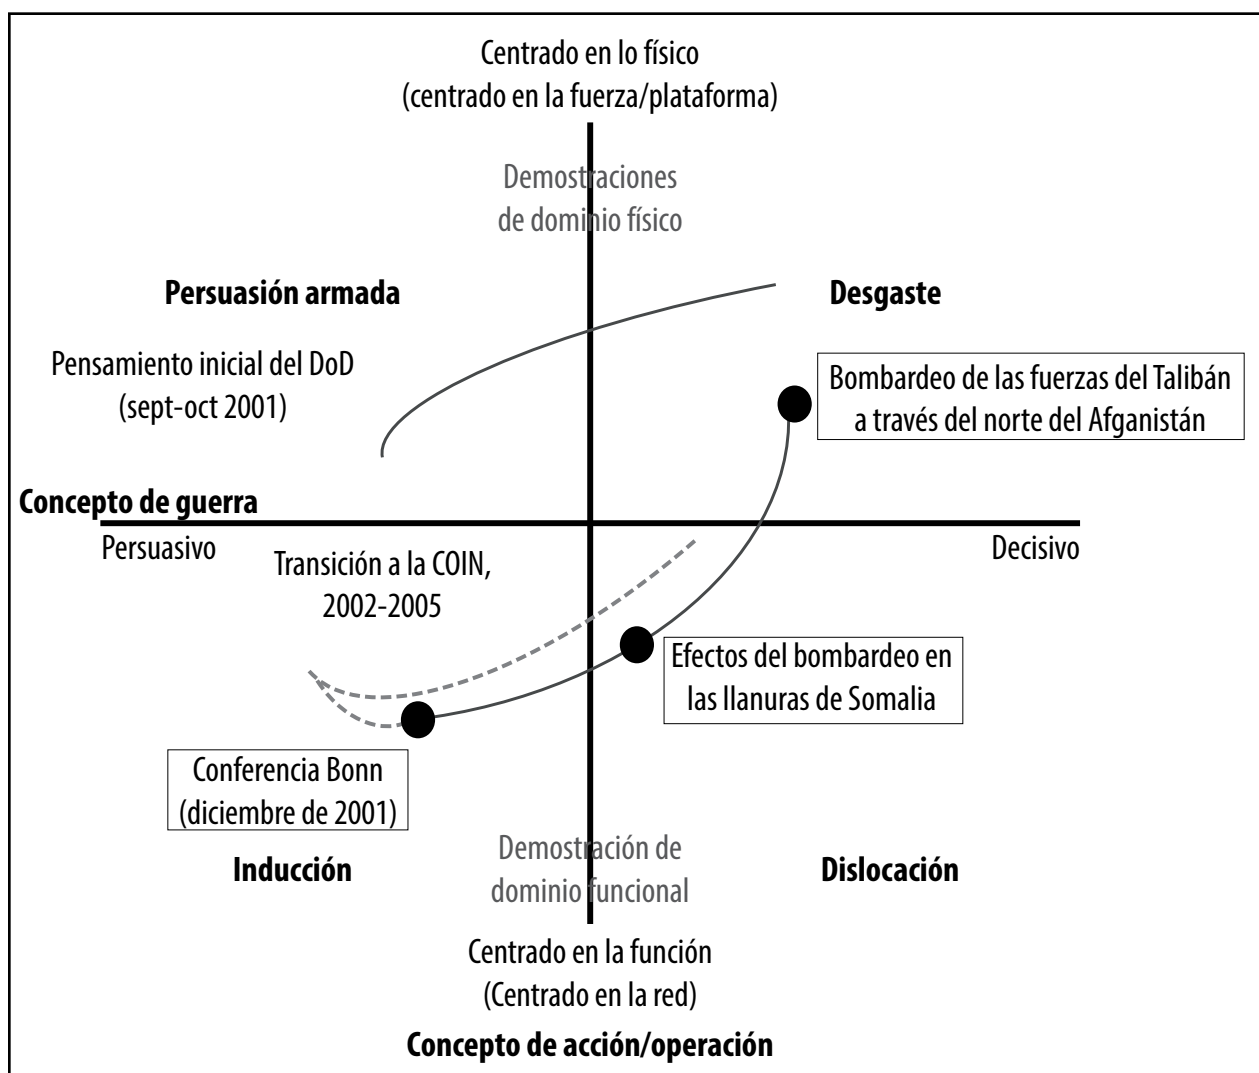 Centrado en lo físico
(centrado en la fuerza/plataforma)
Demostraciones
de dominio físico
Persuasión armada
Desgaste
Pensamiento inicial del DoD
(sept-oct 2001)
Bombardeo de las fuerzas del Talibán
a través del norte del Afganistán
Concepto de guerra
Persuasivo
Decisivo
Transición a la COIN,
2002-2005
Efectos del bombardeo en
las llanuras de Somalia
Conferencia Bonn
(diciembre de 2001)
Demostración de
dominio funcional
Inducción
Dislocación
Centrado en la función
(Centrado en la red)
Concepto de acción/operación